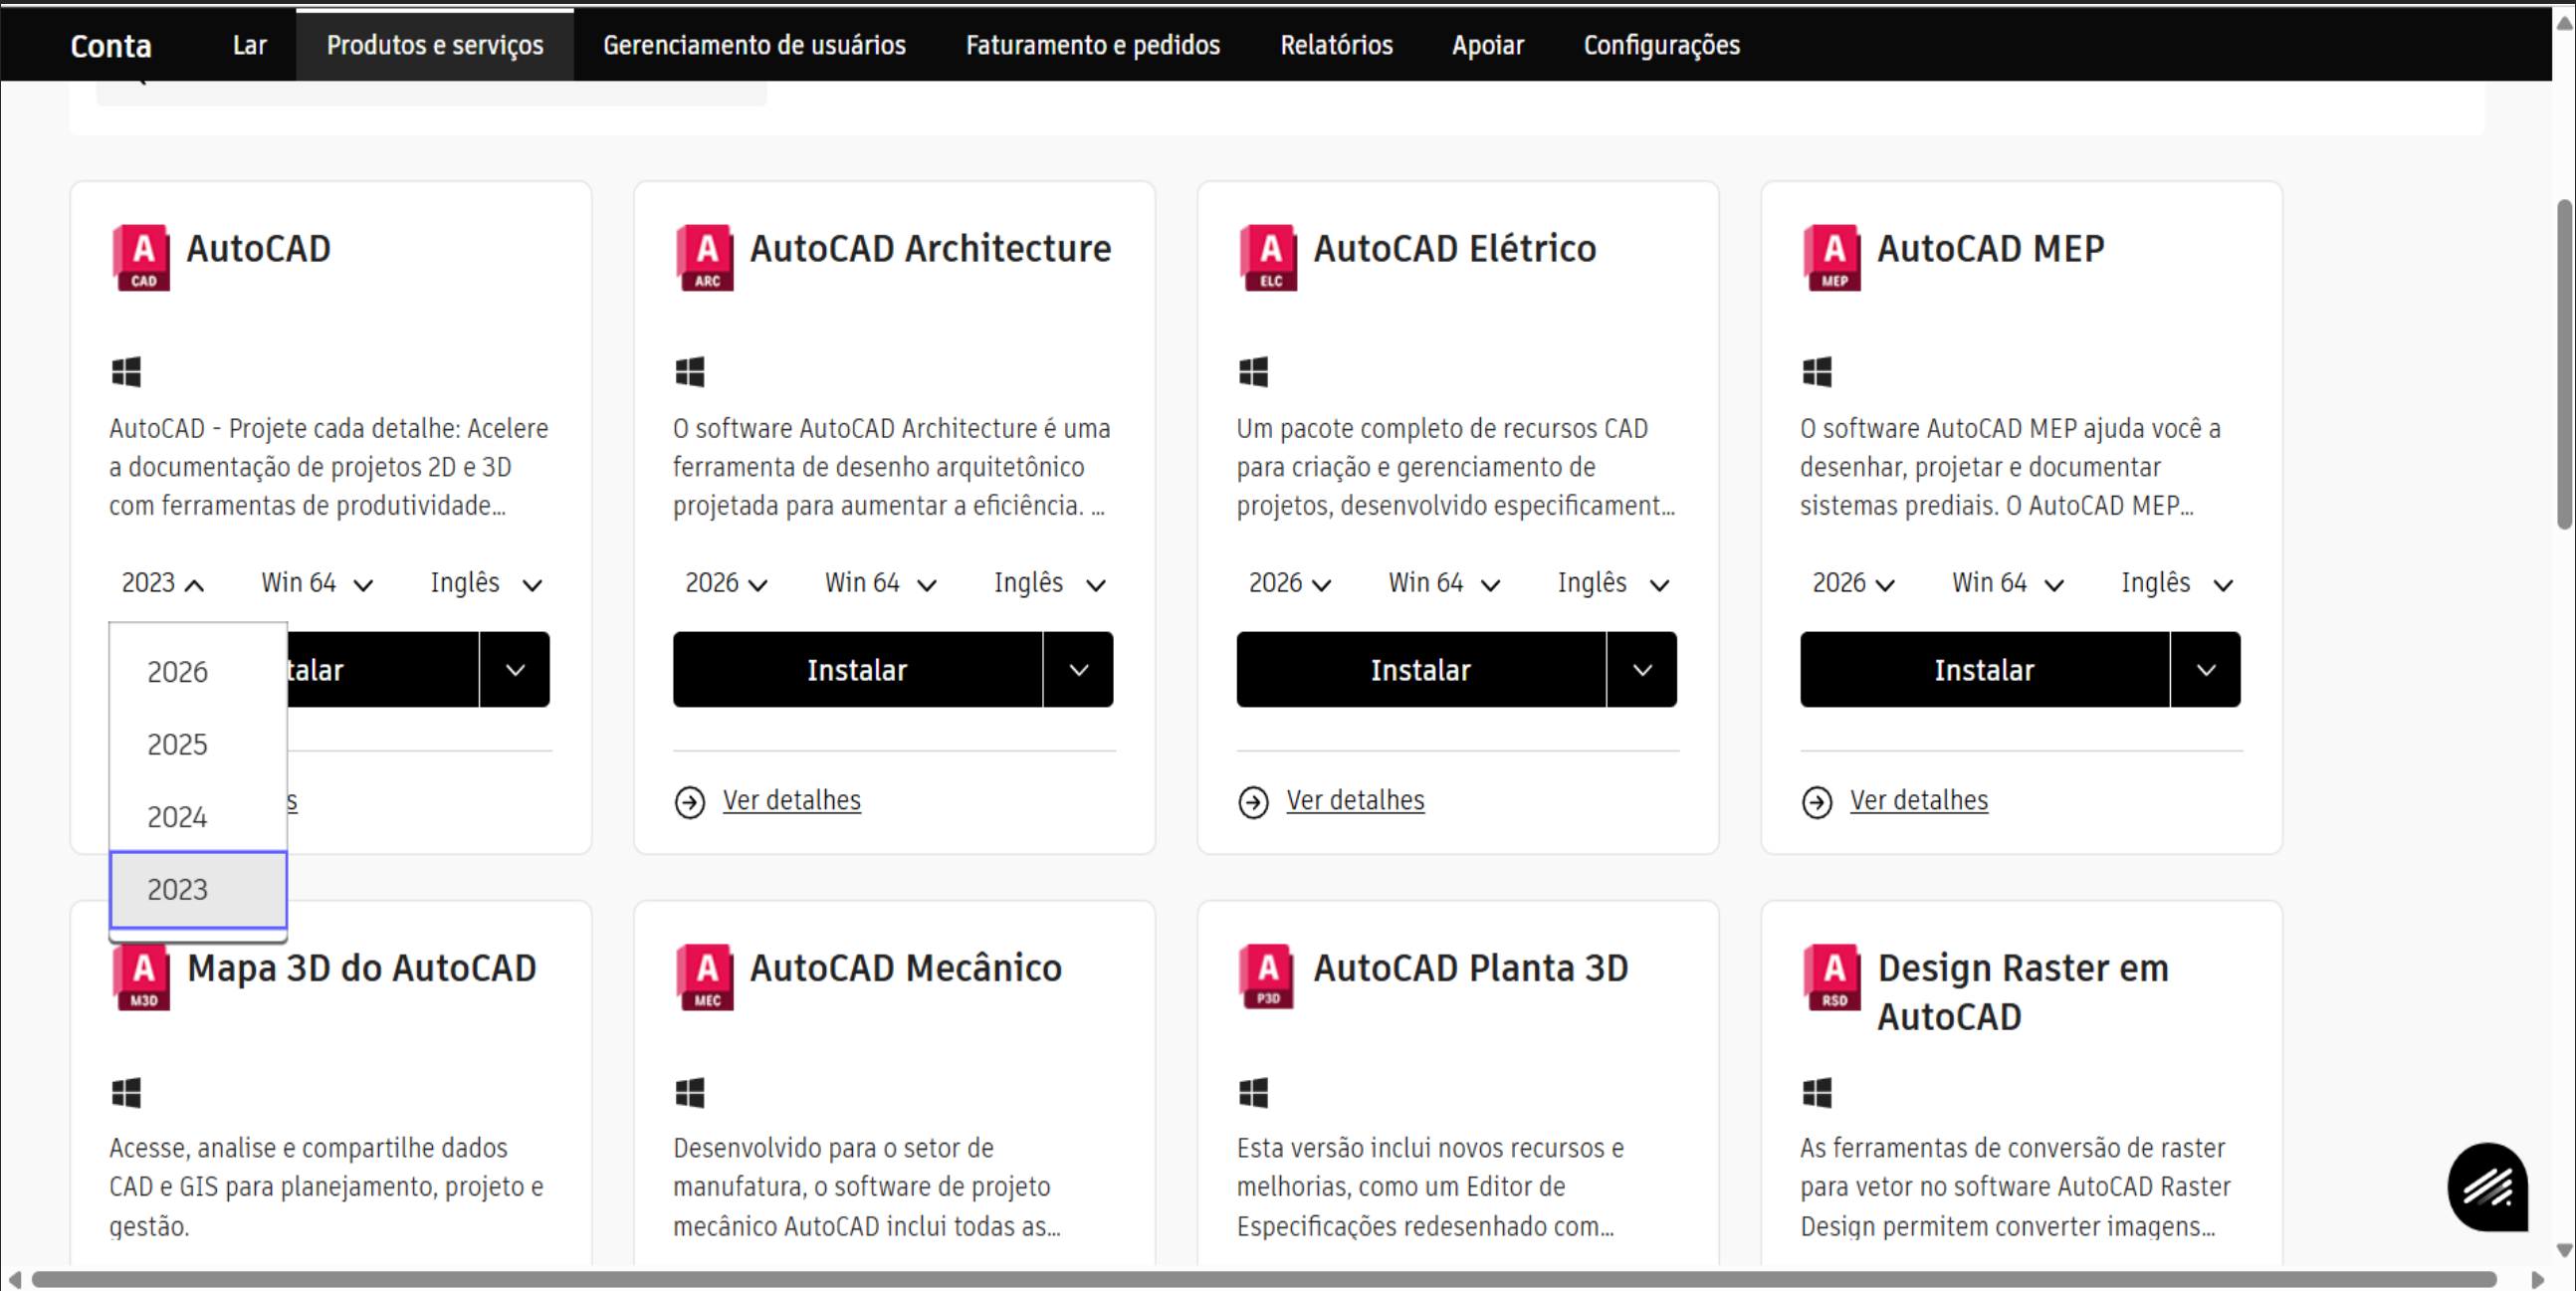 Conta
Lar
Produtos e serviços
Gerenciamento de usuários
Faturamento e pedidos
Relatórios
Apoiar
Configurações
A
CAD
AutoCAD
AutoCAD - Projete cada detalhe: Acelere
a documentação de projetos 2D e 3D
com ferramentas de produtividade...
2023
Win 64
Inglês
talar
2026
2025
2024
2023
s
A
ARC
AutoCAD Architecture
O software AutoCAD Architecture é uma
ferramenta de desenho arquitetônico
projetada para aumentar a eficiência. ...
2026
Win 64
Inglês
Instalar
Ver detalhes
A
ELC
AutoCAD Elétrico
Um pacote completo de recursos CAD
para criação e gerenciamento de
projetos, desenvolvido especificament...
2026
Win 64
Inglês
Instalar
Ver detalhes
A
MEP
AutoCAD MEP
O software AutoCAD MEP ajuda você a
desenhar, projetar e documentar
sistemas prediais. O AutoCAD MEP...
2026
Win 64
Inglês
Instalar
Ver detalhes
A
M3D
Mapa 3D do AutoCAD
Acesse, analise e compartilhe dados
CAD e GIS para planejamento, projeto e
gestão.
A
MEC
AutoCAD Mecânico
Desenvolvido para o setor de
manufatura, o software de projeto
mecânico AutoCAD inclui todas as...
A
P3D
AutoCAD Planta 3D
Esta versão inclui novos recursos e
melhorias, como um Editor de
Especificações redesenhado com...
A
RSD
Design Raster em
AutoCAD
As ferramentas de conversão de raster
para vetor no software AutoCAD Raster
Design permitem converter imagens...